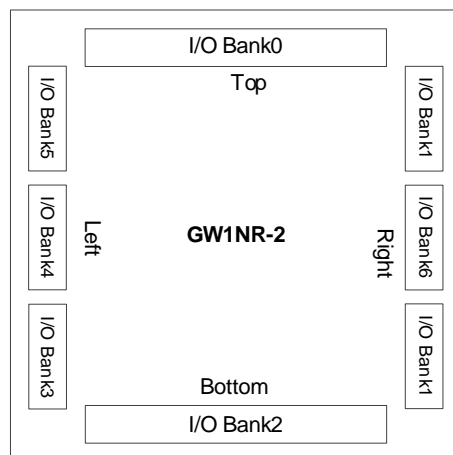 I/O Bank0
Top
I/O Bank5
I/O Bank1
I/O Bank4
Left
GW1NR-2
Right
I/O Bank6
I/O Bank3
I/O Bank1
Bottom
I/O Bank2